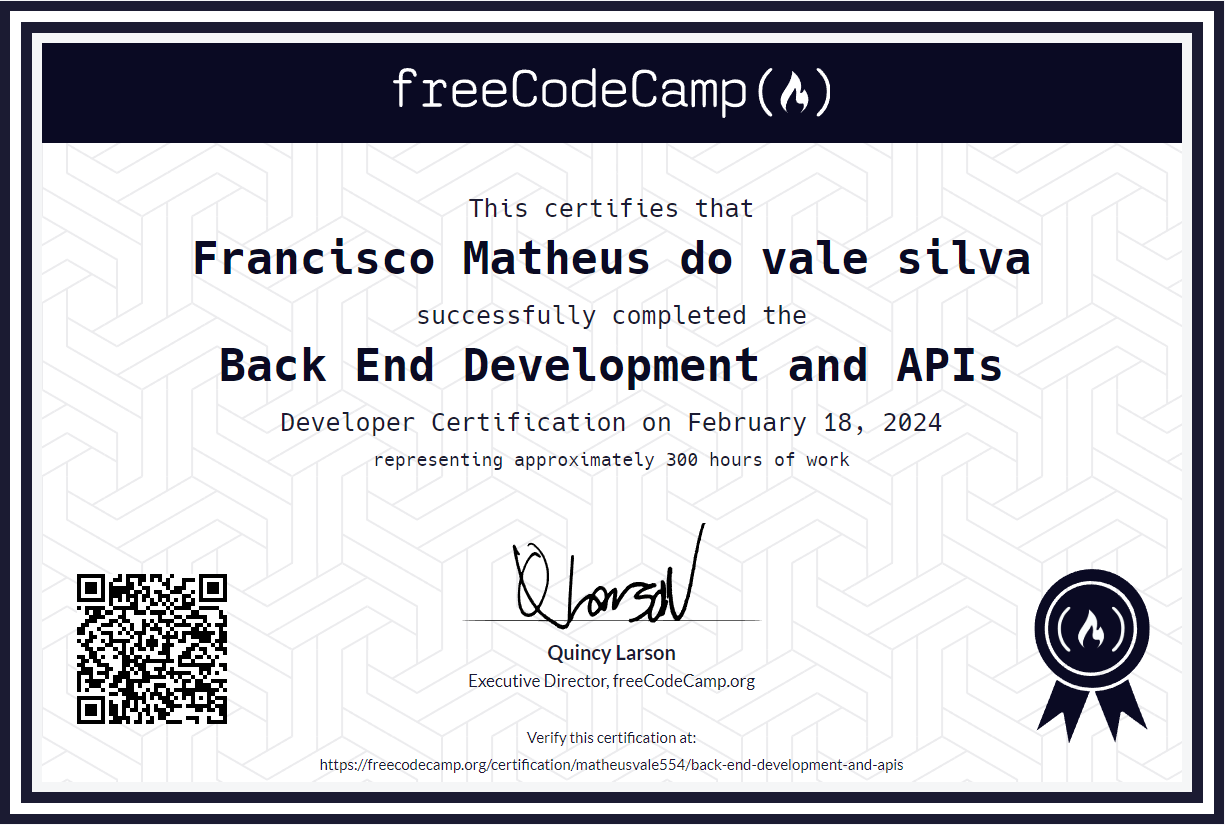 freeCodeCamp
This certifies that
Francisco Matheus do vale silva
successfully completed the
Back End Development and APIs
Developer Certification on February 18, 2024
representing approximately 300 hours of work
Quincy Larson
Executive Director, freeCodeCamp.org
Verify this certification at:
https://freecodecamp.org/certification/matheusvale554/back-end-development-and-apis